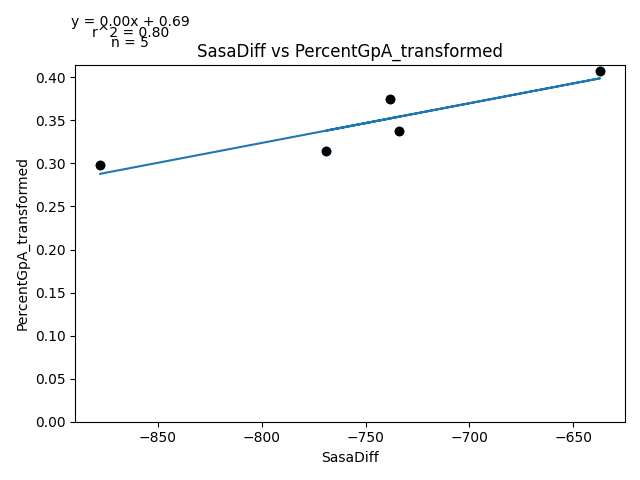 y = 0.00x + 0.69
r^2 = 0.80
n = 5
SasaDiff vs PercentGpA_transformed
0.40
0.35
0.30
0.25
0.20
0.15
0.10
0.05
0.00
PercentGpA_transformed
−850
−800
−750
−700
−650
SasaDiff